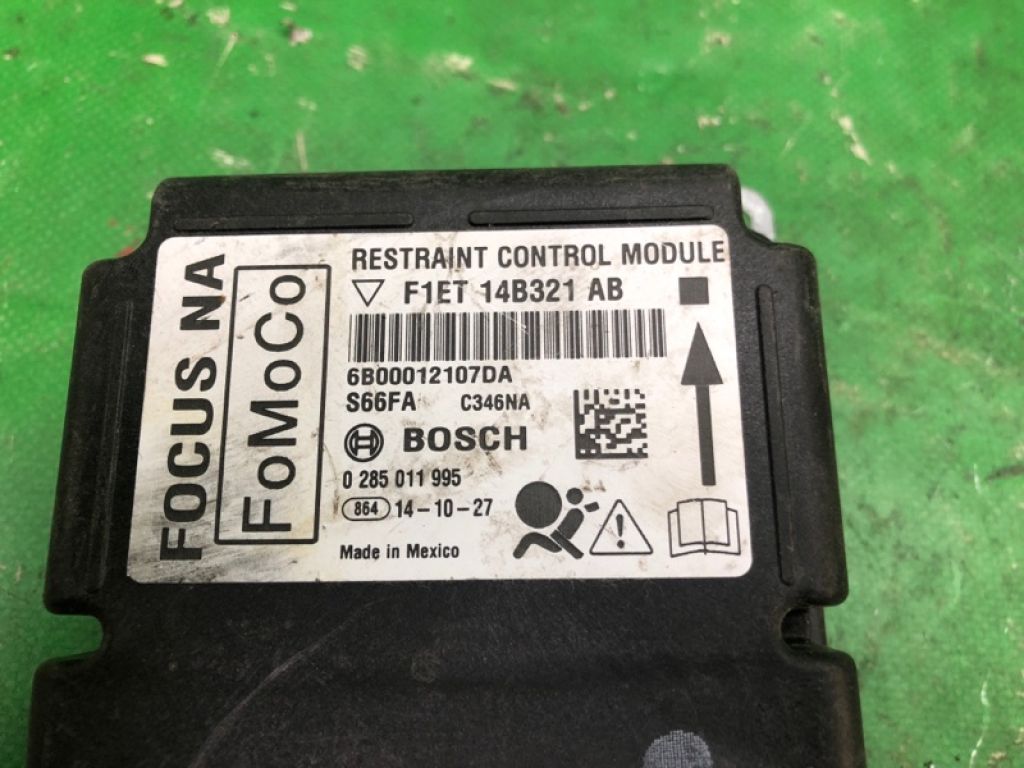 FOCUS NA
FoMoCo
RESTRAINT CONTROL MODULE
F1ET 14B321 AB
6B00012107DA
S66FA C346NA
BOSCH
0 285 011 995
864 14-10-27
Made in Mexico